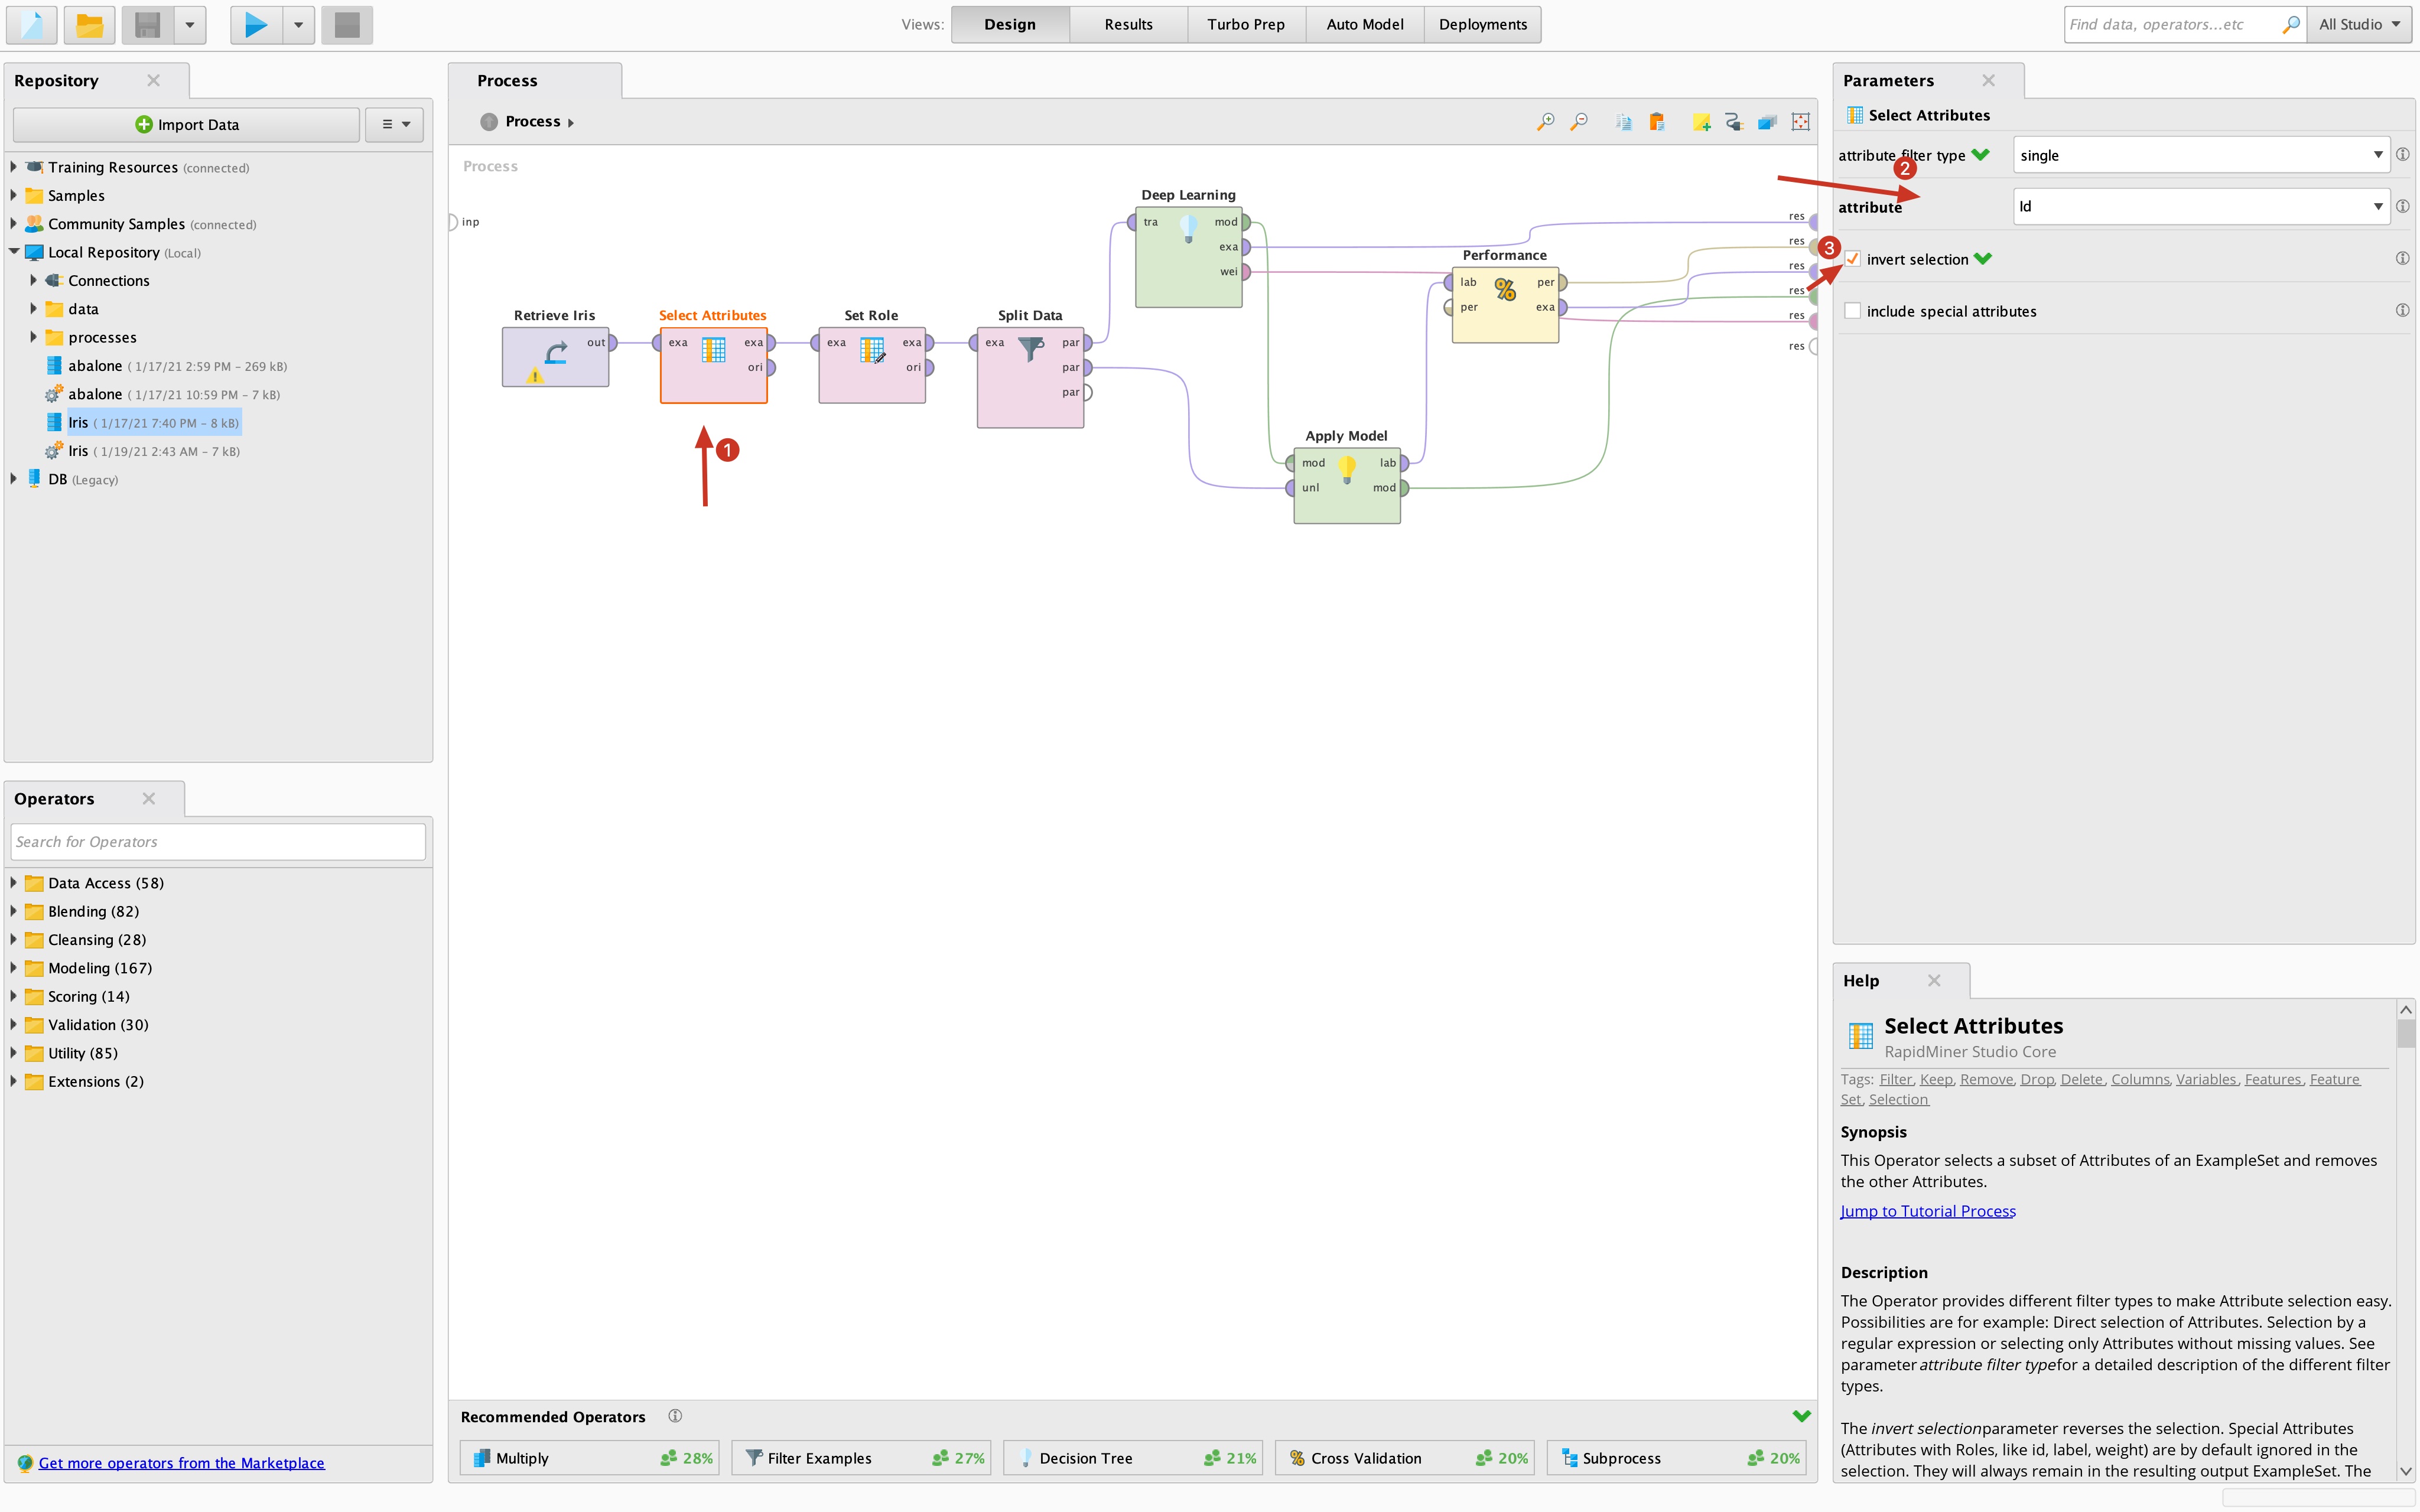 Views: Design Results Turbo Prep Auto Model Deployments
Find data, operators...etc All Studio
Repository
Import Data
Training Resources (connected)
Samples
Community Samples (connected)
Local Repository (Local)
Connections
data
processes
abalone ( 1/17/21 2:59 PM – 269 kB)
abalone ( 1/17/21 10:59 PM – 7 kB)
Iris ( 1/17/21 7:40 PM – 8 kB)
Iris ( 1/19/21 2:43 AM – 7 kB)
DB (Legacy)
Operators
Search for Operators
Data Access (58)
Blending (82)
Cleansing (28)
Modeling (167)
Scoring (14)
Validation (30)
Utility (85)
Extensions (2)
Get more operators from the Marketplace
Process
Process
Process
inp
Retrieve Iris
out
Select Attributes
exa exa
ori
1
Set Role
exa exa
ori
Split Data
exa par
par
par
Deep Learning
tra mod
exa
wei
Performance
% lab per
per exa
Apply Model
mod lab
unl mod
res
res
res
res
res
res
Recommended Operators
Multiply 28%
Filter Examples 27%
Decision Tree 21%
% Cross Validation 20%
Subprocess 20%
Parameters
Select Attributes
attribute filter type single
2
attribute Id
3
invert selection
include special attributes
Help
Select Attributes
RapidMiner Studio Core
Tags: Filter, Keep, Remove, Drop, Delete, Columns, Variables, Features, Feature
Set, Selection
Synopsis
This Operator selects a subset of Attributes of an ExampleSet and removes
the other Attributes.
Jump to Tutorial Process
Description
The Operator provides different filter types to make Attribute selection easy.
Possibilities are for example: Direct selection of Attributes. Selection by a
regular expression or selecting only Attributes without missing values. See
parameter attribute filter type for a detailed description of the different filter
types.
The invert selection parameter reverses the selection. Special Attributes
(Attributes with Roles, like id, label, weight) are by default ignored in the
selection. They will always remain in the resulting output ExampleSet. The